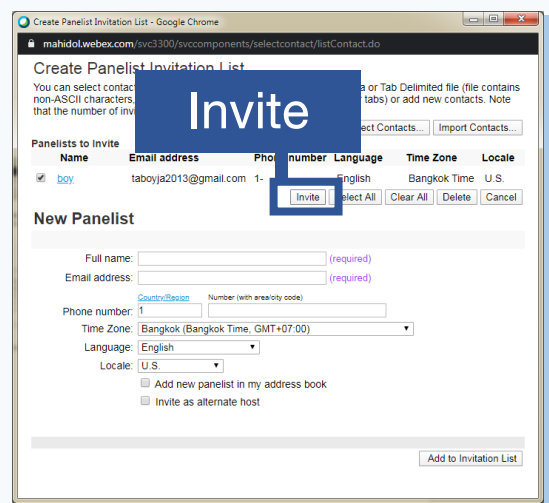 Create Panelist Invitation List - Google Chrome
mahidol.webex.com/svc3300/svccomponents/selectcontact/listContact.do
Create Panelist Invitation List
You can select contac a or Tab Delimited file (file contains
non-ASCII characters, tabs) or add new contacts. Note
that the number of invi
Invite
ect Contacts... Import Contacts...
Panelists to Invite
Name Email address Phone number Language Time Zone Locale
boy taboyja2013@gmail.com 1- English Bangkok Time U.S.
Invite Select All Clear All Delete Cancel
New Panelist
Full name: (required)
Email address: (required)
Country/Region Number (with area/city code)
Phone number: 1
Time Zone: Bangkok (Bangkok Time, GMT+07:00)
Language: English
Locale: U.S.
Add new panelist in my address book
Invite as alternate host
Add to Invitation List